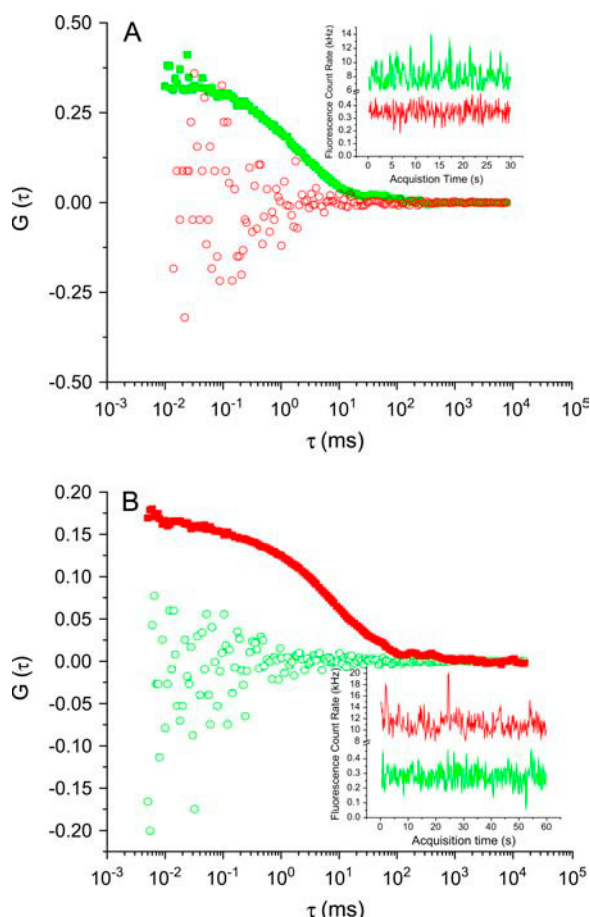 A
0.50
0.25
0.00
-0.25
-0.50
G (τ)
10⁻³ 10⁻² 10⁻¹ 10⁰ 10¹ 10² 10³ 10⁴ 10⁵
τ (ms)
Fluorescence Count Rate (kHz)
14
12
10
8
6
0.4
0.3
0.2
0.1
0.0
0 5 10 15 20 25 30
Acquistion Time (s)
B
0.20
0.15
0.10
0.05
0.00
-0.05
-0.10
-0.15
-0.20
G (τ)
10⁻³ 10⁻² 10⁻¹ 10⁰ 10¹ 10² 10³ 10⁴ 10⁵
τ (ms)
Fluorescence Count Rate (kHz)
20
18
16
14
12
10
8
0.4
0.3
0.2
0.1
0.0
0 10 20 30 40 50 60
Acquisition time (s)